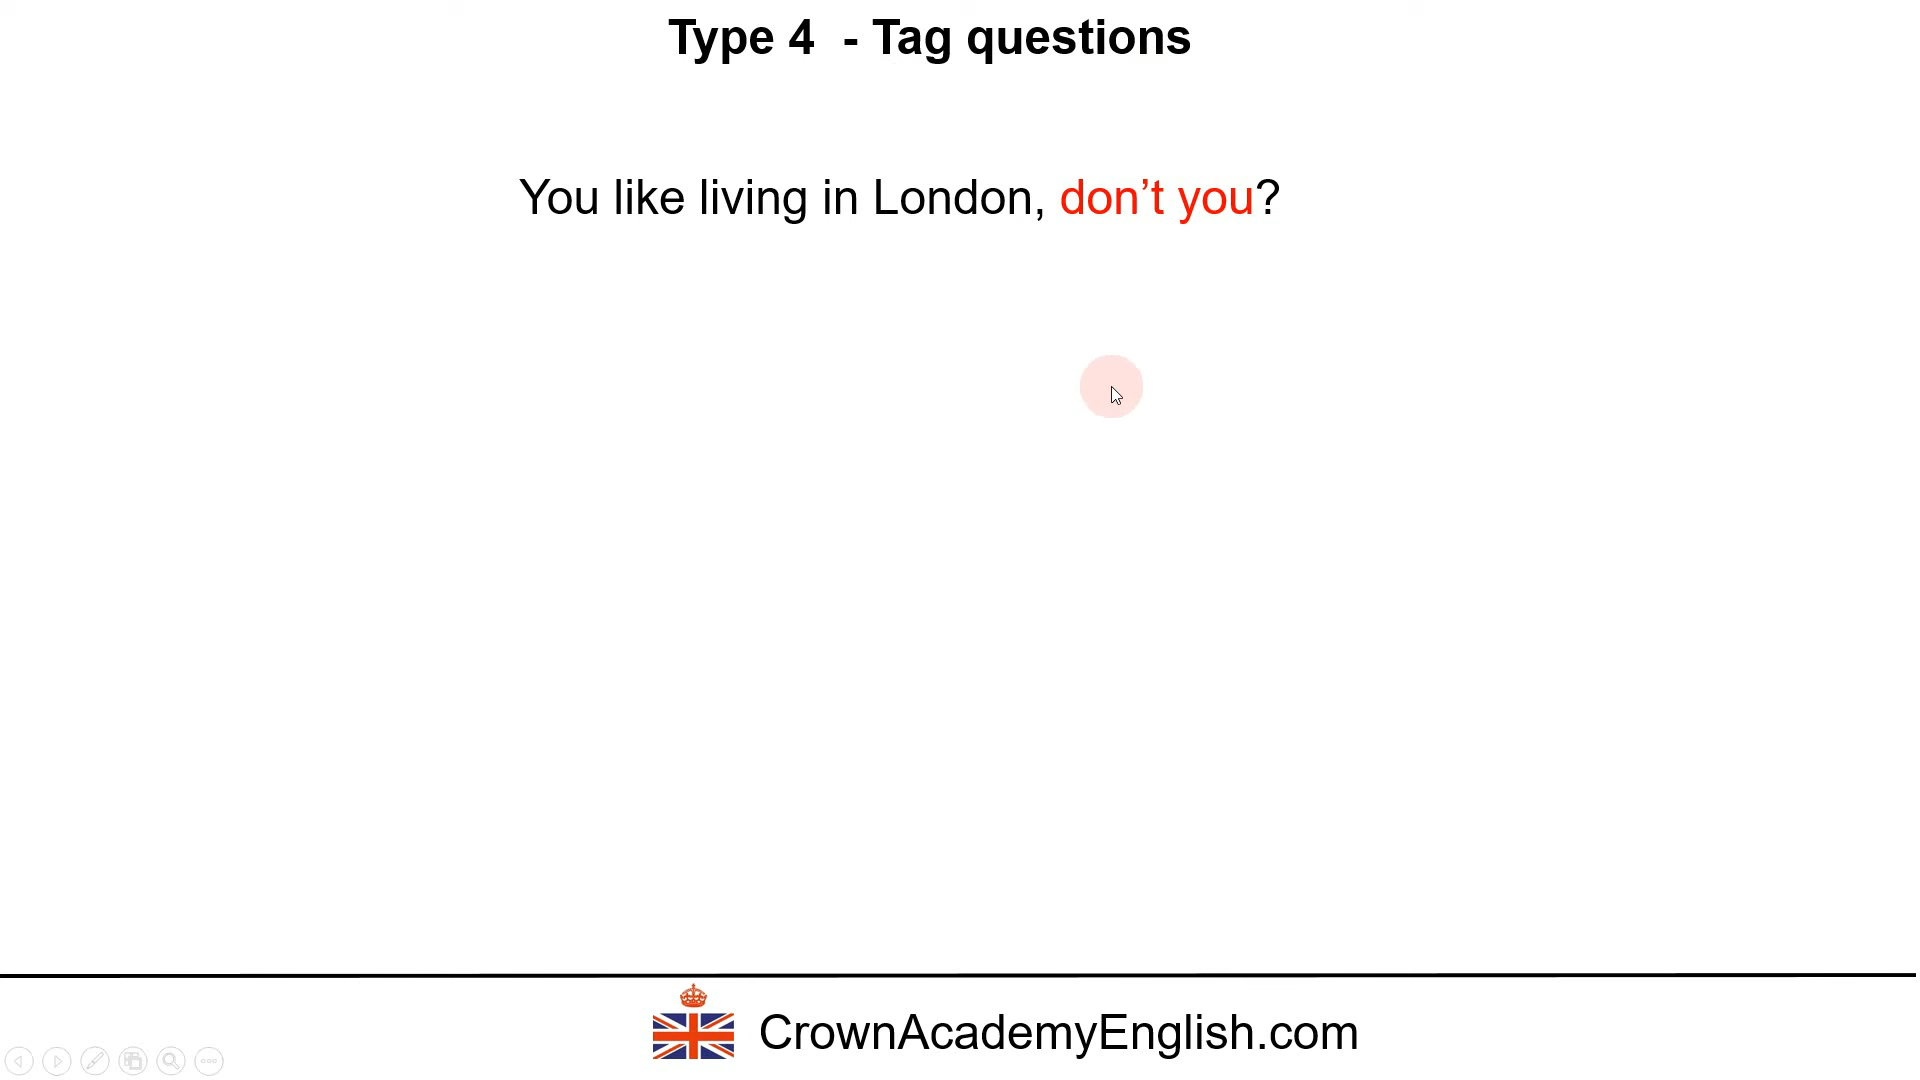 Type 4  - Tag questions
You like living in London, don’t you?
CrownAcademyEnglish.com